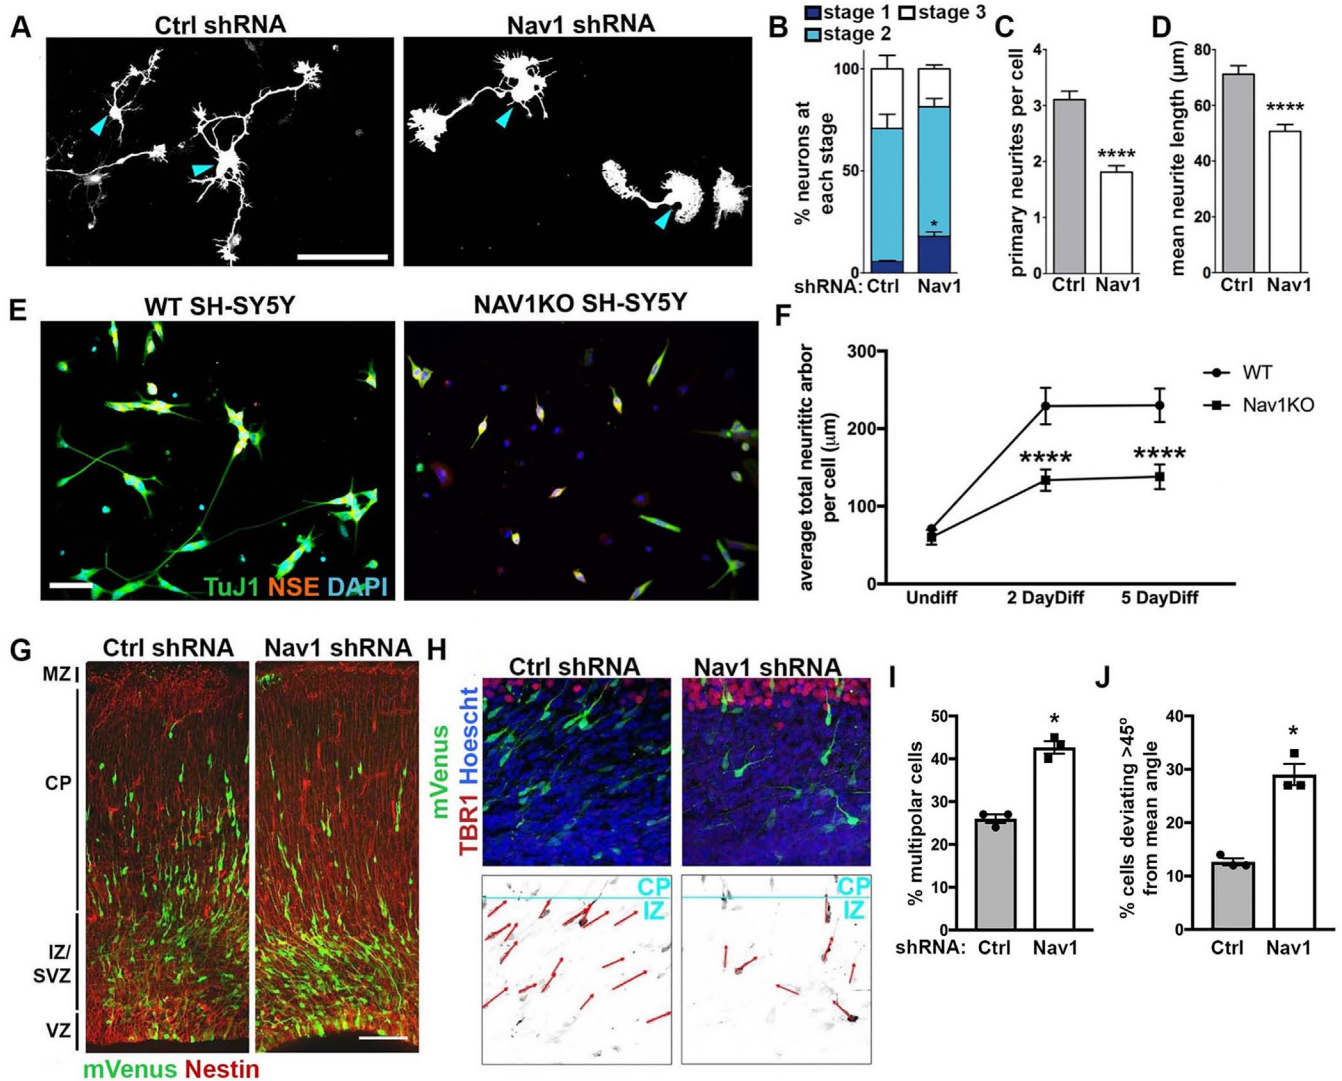 A
Ctrl shRNA
Nav1 shRNA
B
stage 1
stage 3
stage 2
% neurons at
each stage
100
50
0
*
shRNA: Ctrl Nav1
C
primary neurites per cell
4
3
2
1
0
****
Ctrl Nav1
D
mean neurite length (μm)
80
60
40
20
0
****
Ctrl Nav1
E
WT SH-SY5Y
NAV1KO SH-SY5Y
TuJ1 NSE DAPI
F
average total neurititc arbor
per cell (μm)
300
200
100
0
WT
Nav1KO
****
****
Undiff 2 DayDiff 5 DayDiff
G
Ctrl shRNA
Nav1 shRNA
MZ
CP
IZ/
SVZ
VZ
mVenus Nestin
H
Ctrl shRNA
Nav1 shRNA
mVenus
TBR1 Hoescht
CP
IZ
CP
IZ
I
% multipolar cells
50
40
30
20
10
0
*
shRNA: Ctrl Nav1
J
% cells deviating >45º
from mean angle
40
30
20
10
0
*
Ctrl Nav1